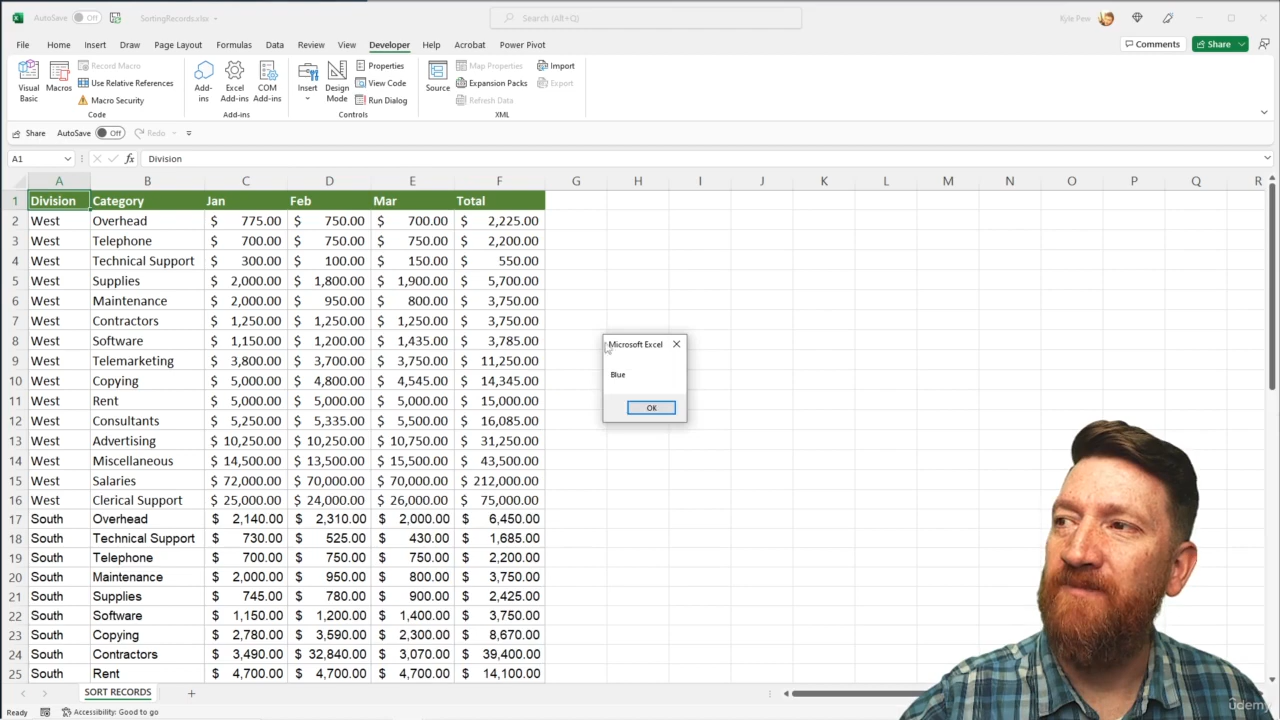 AutoSave Off SortingRecords.xlsx Search (Alt+Q) Kyle Pew
File Home Insert Draw Page Layout Formulas Data Review View Developer Help Acrobat Power Pivot Comments Share
Visual Basic
Macros
Record Macro
Use Relative References
Macro Security
Code
Add-ins
Excel Add-ins
COM Add-ins
Add-ins
Insert
Design Mode
Properties
View Code
Run Dialog
Controls
Source
Map Properties
Expansion Packs
Refresh Data
Import
Export
XML
Share AutoSave Off Redo
A1 fx Division
A B C D E F G H I J K L M N O P Q R
1 Division Category Jan Feb Mar Total
2 West Overhead $ 775.00 $ 750.00 $ 700.00 $ 2,225.00
3 West Telephone $ 700.00 $ 750.00 $ 750.00 $ 2,200.00
4 West Technical Support $ 300.00 $ 100.00 $ 150.00 $ 550.00
5 West Supplies $ 2,000.00 $ 1,800.00 $ 1,900.00 $ 5,700.00
6 West Maintenance $ 2,000.00 $ 950.00 $ 800.00 $ 3,750.00
7 West Contractors $ 1,250.00 $ 1,250.00 $ 1,250.00 $ 3,750.00
8 West Software $ 1,150.00 $ 1,200.00 $ 1,435.00 $ 3,785.00
9 West Telemarketing $ 3,800.00 $ 3,700.00 $ 3,750.00 $ 11,250.00
10 West Copying $ 5,000.00 $ 4,800.00 $ 4,545.00 $ 14,345.00
11 West Rent $ 5,000.00 $ 5,000.00 $ 5,000.00 $ 15,000.00
12 West Consultants $ 5,250.00 $ 5,335.00 $ 5,500.00 $ 16,085.00
13 West Advertising $ 10,250.00 $ 10,250.00 $ 10,750.00 $ 31,250.00
14 West Miscellaneous $ 14,500.00 $ 13,500.00 $ 15,500.00 $ 43,500.00
15 West Salaries $ 72,000.00 $ 70,000.00 $ 70,000.00 $ 212,000.00
16 West Clerical Support $ 25,000.00 $ 24,000.00 $ 26,000.00 $ 75,000.00
17 South Overhead $ 2,140.00 $ 2,310.00 $ 2,000.00 $ 6,450.00
18 South Technical Support $ 730.00 $ 525.00 $ 430.00 $ 1,685.00
19 South Telephone $ 700.00 $ 750.00 $ 750.00 $ 2,200.00
20 South Maintenance $ 2,000.00 $ 950.00 $ 800.00 $ 3,750.00
21 South Supplies $ 745.00 $ 780.00 $ 900.00 $ 2,425.00
22 South Software $ 1,150.00 $ 1,200.00 $ 1,400.00 $ 3,750.00
23 South Copying $ 2,780.00 $ 3,590.00 $ 2,300.00 $ 8,670.00
24 South Contractors $ 3,490.00 $ 32,840.00 $ 3,070.00 $ 39,400.00
25 South Rent $ 4,700.00 $ 4,700.00 $ 4,700.00 $ 14,100.00
Microsoft Excel
Blue
OK
SORT RECORDS
Ready Accessibility: Good to go
udemy